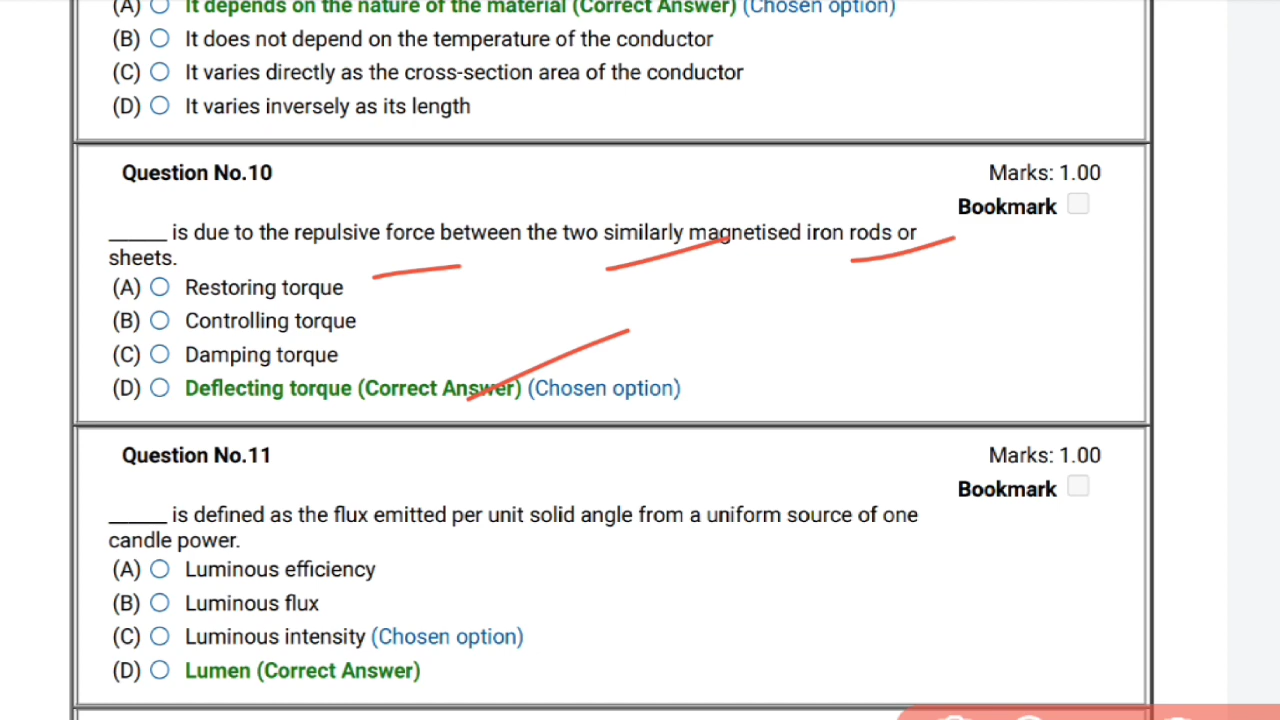 (A) It depends on the nature of the material (Correct Answer) (Chosen option)
(B) It does not depend on the temperature of the conductor
(C) It varies directly as the cross-section area of the conductor
(D) It varies inversely as its length
Question No.10 Marks: 1.00
Bookmark
______ is due to the repulsive force between the two similarly magnetised iron rods or
sheets.
(A) Restoring torque
(B) Controlling torque
(C) Damping torque
(D) Deflecting torque (Correct Answer) (Chosen option)
Question No.11 Marks: 1.00
Bookmark
______ is defined as the flux emitted per unit solid angle from a uniform source of one
candle power.
(A) Luminous efficiency
(B) Luminous flux
(C) Luminous intensity (Chosen option)
(D) Lumen (Correct Answer)